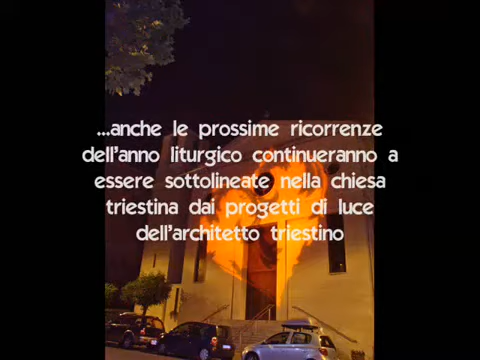 ...anche le prossime ricorrenze
dell'anno liturgico continueranno a
essere sottolineate nella chiesa
triestina dai progetti di luce
dell'architetto triestino